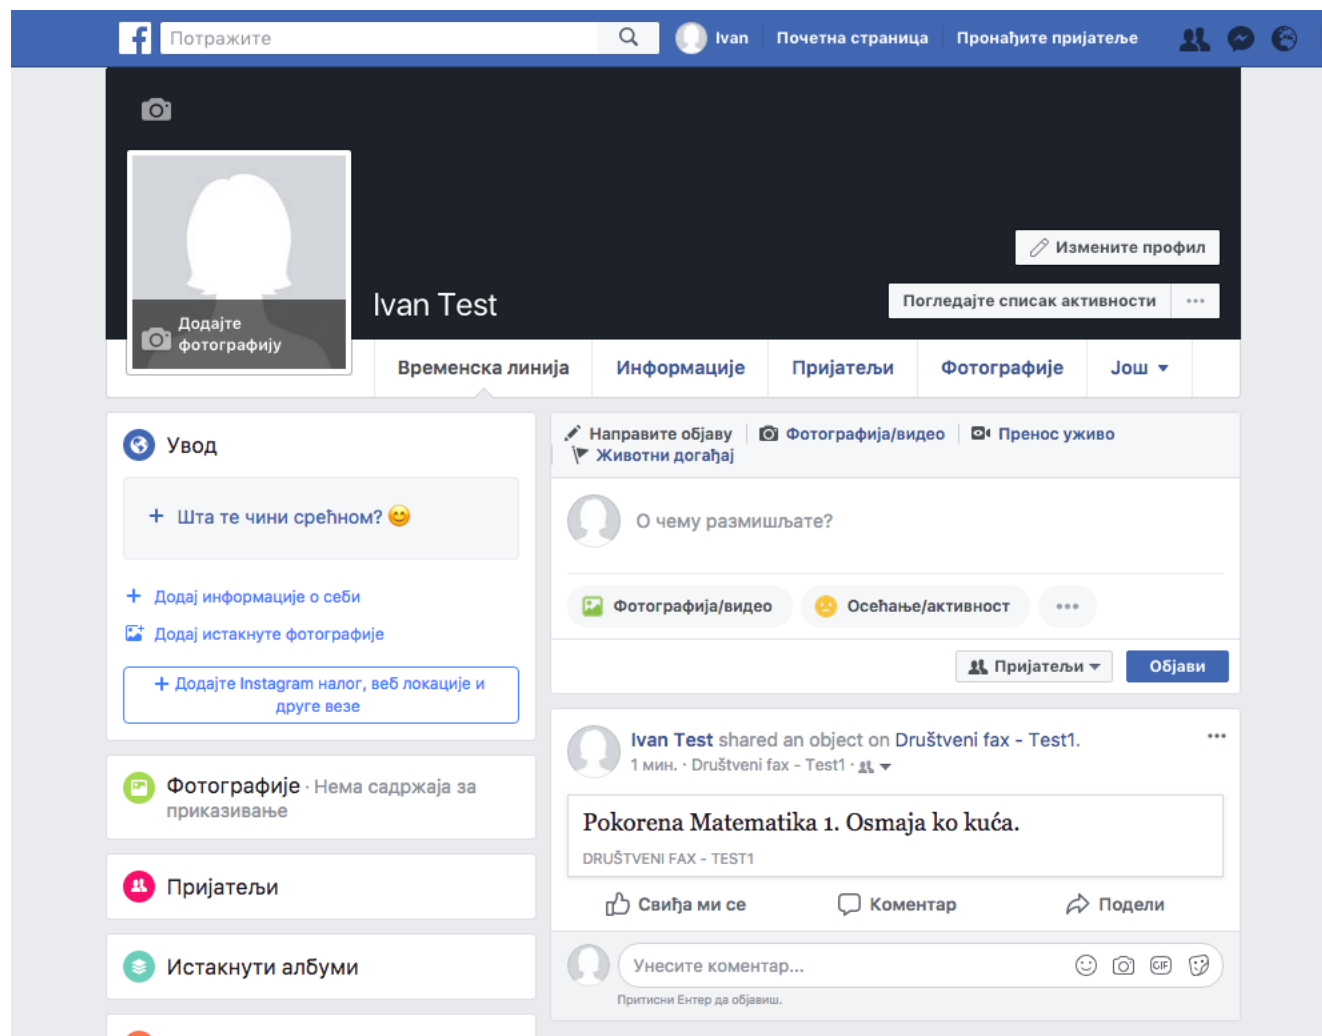 Потражите
Ivan
Почетна страница
Пронађите пријатеље
Измените профил
Ivan Test
Погледајте списак активности
Додајте
фотографију
Временска линија
Информације
Пријатељи
Фотографије
Још
Увод
+ Шта те чини срећном? 😊
+ Додај информације о себи
Додај истакнуте фотографије
+ Додајте Instagram налог, веб локације и
друге везе
Фотографије · Нема садржаја за
приказивање
Пријатељи
Истакнути албуми
Направите објаву
Фотографија/видео
Пренос уживо
Животни догађај
О чему размишљате?
Фотографија/видео
Осећање/активност
Пријатељи
Објави
Ivan Test shared an object on Društveni fax - Test1.
1 мин. · Društveni fax - Test1 ·
Pokorena Matematika 1. Osmaja ko kuća.
DRUŠTVENI FAX - TEST1
Свиђа ми се
Коментар
Подели
Унесите коментар...
GIF
Притисни Ентер да објавиш.